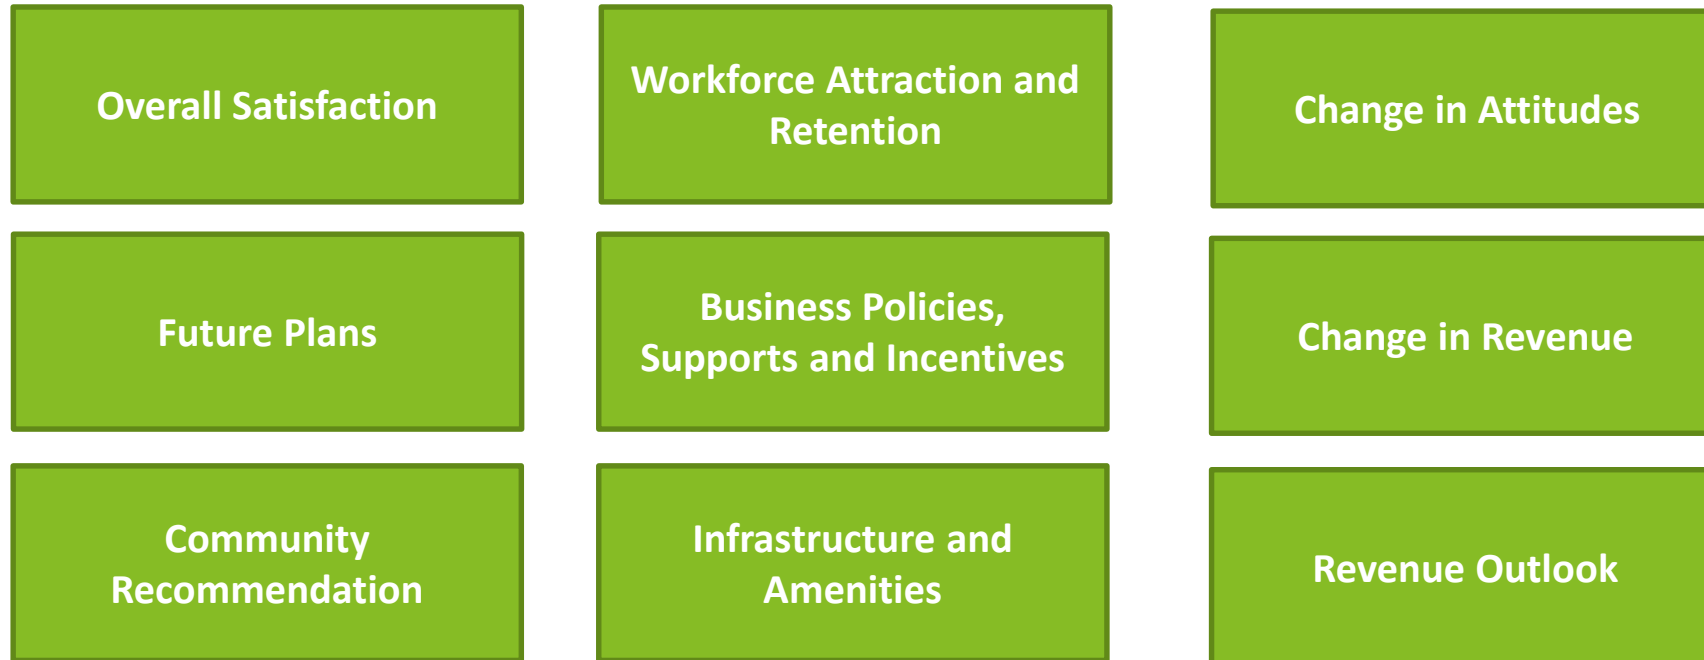 Overall Satisfaction
Workforce Attraction and
Retention
Change in Attitudes
Future Plans
Business Policies,
Supports and Incentives
Change in Revenue
Community
Recommendation
Infrastructure and
Amenities
Revenue Outlook